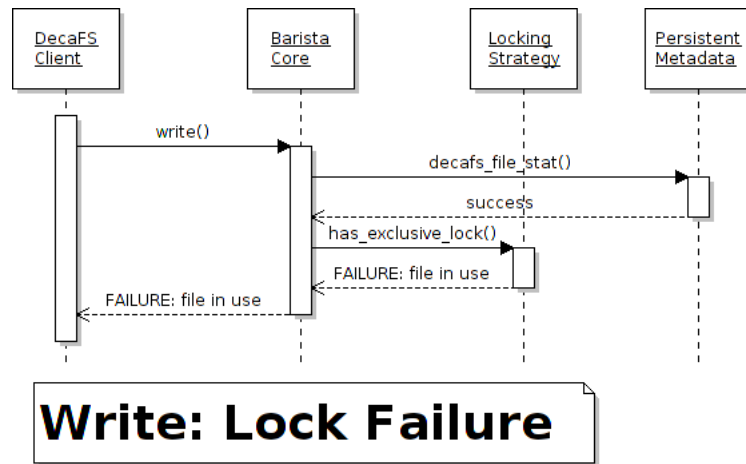 DecaFS
Client
Barista
Core
Locking
Strategy
Persistent
Metadata
write()
decafs_file_stat()
success
has_exclusive_lock()
FAILURE: file in use
FAILURE: file in use
Write: Lock Failure